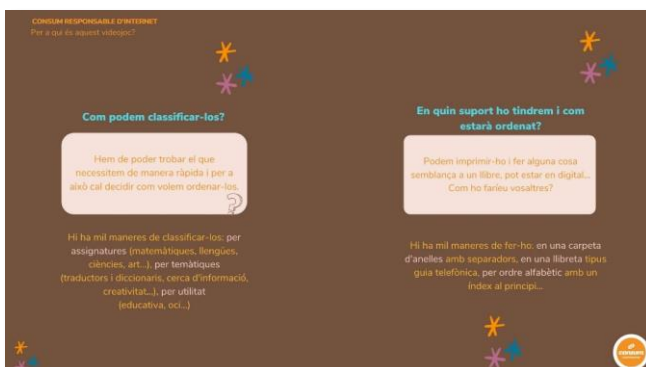 CONSUM RESPONSABLE D'INTERNET
Per a qui és aquest videojoc?
Com podem classificar-los?
Hem de poder trobar el que
necessitem de manera ràpida i per a
això cal decidir com volem ordenar-los.
?
Hi ha mil maneres de classificar-los: per
assignatures (matemàtiques, llengües,
ciències, art...), per temàtiques
(traductors i diccionaris, cerca d'informació,
creativitat...), per utilitat
(educativa, oci...)
En quin suport ho tindrem i com
estarà ordenat?
Podem imprimir-ho i fer alguna cosa
semblança a un llibre, pot estar en digital...
Com ho faríeu vosaltres?
Hi ha mil maneres de fer-ho: en una carpeta
d'anelles amb separadors, en una llibreta tipus
guia telefònica, per ordre alfabètic amb un
índex al principi...
CONSUM